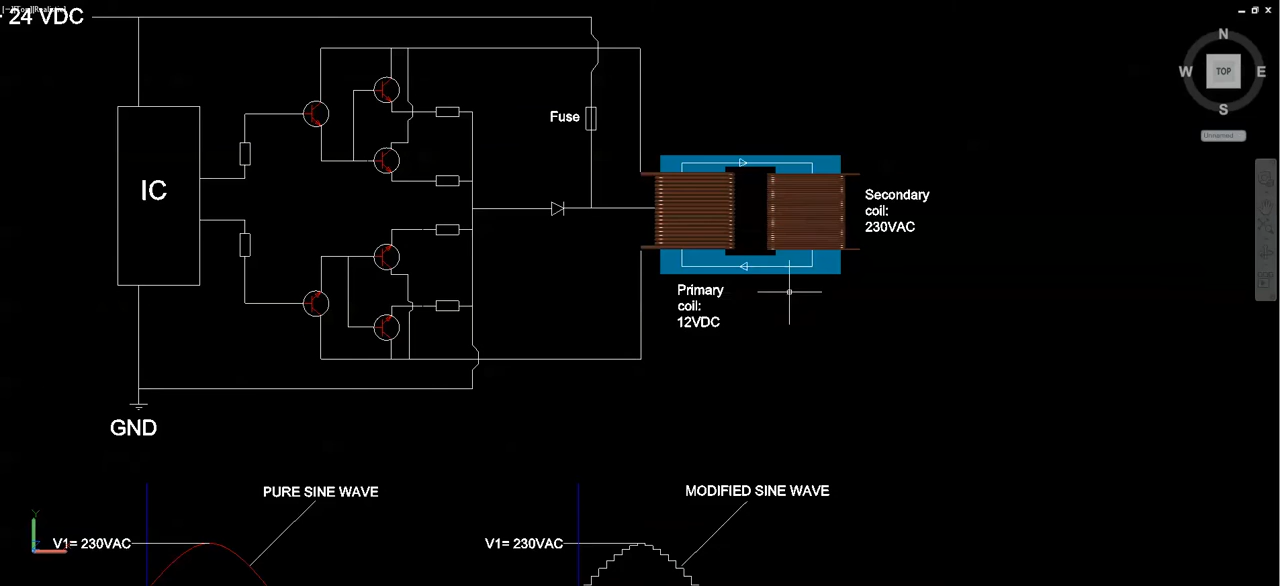 24 VDC
N
W
TOP
E
S
Unnamed
Fuse
IC
Secondary
coil:
230VAC
Primary
coil:
12VDC
GND
PURE SINE WAVE
MODIFIED SINE WAVE
Y
V1= 230VAC
V1= 230VAC